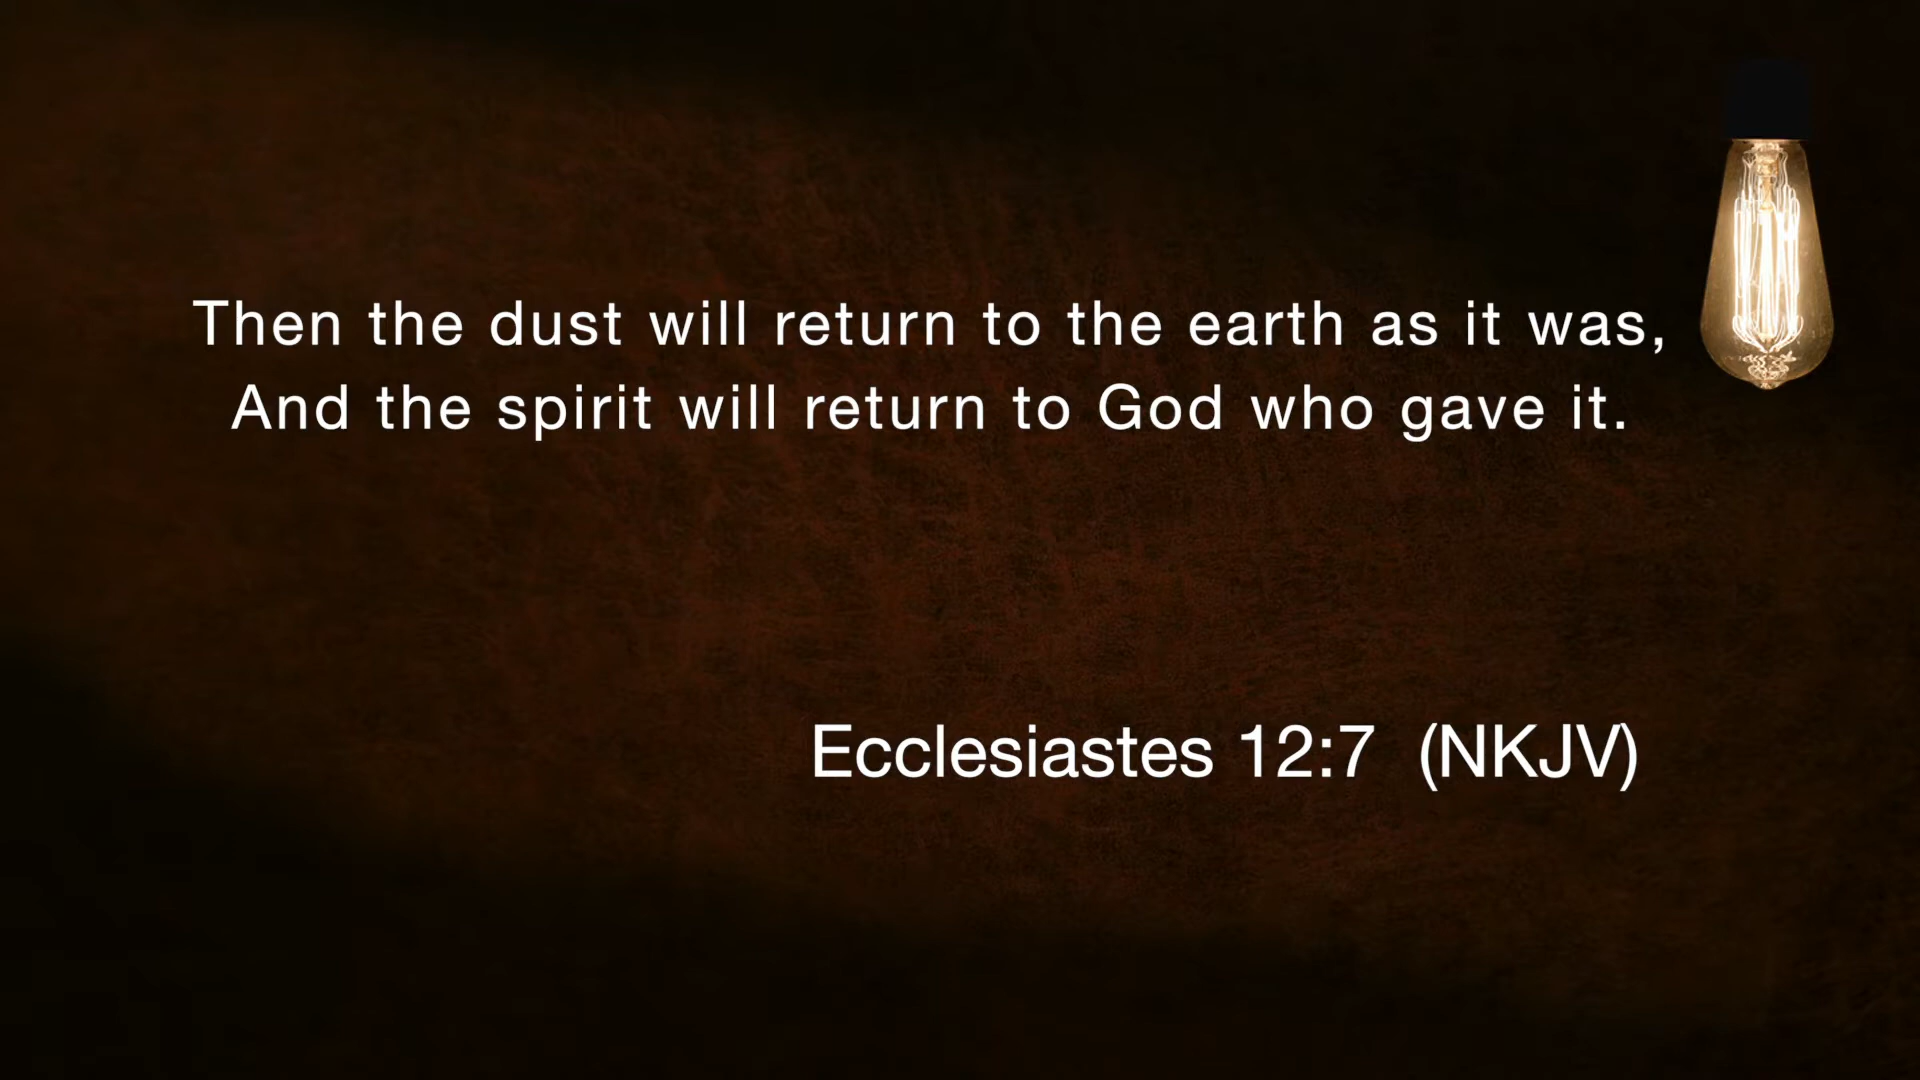 Then the dust will return to the earth as it was,
And the spirit will return to God who gave it.
Ecclesiastes 12:7 (NKJV)